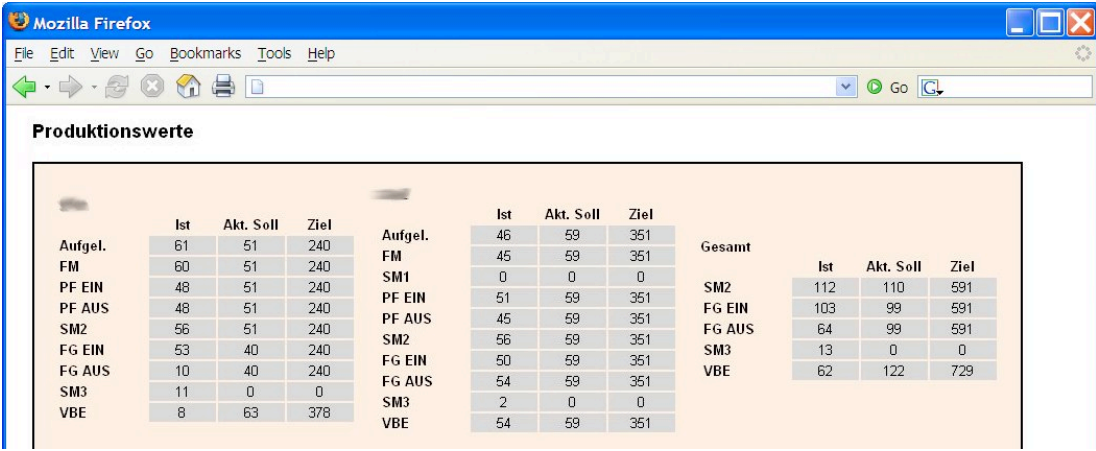 Mozilla Firefox
File Edit View Go Bookmarks Tools Help
Go G
Produktionswerte
Ist Akt. Soll Ziel
Aufgel. 61 51 240
FM 60 51 240
PF EIN 48 51 240
PF AUS 48 51 240
SM2 56 51 240
FG EIN 53 40 240
FG AUS 10 40 240
SM3 11 0 0
VBE 8 63 378
Ist Akt. Soll Ziel
Aufgel. 46 59 351
FM 45 59 351
SM1 0 0 0
PF EIN 51 59 351
PF AUS 45 59 351
SM2 56 59 351
FG EIN 50 59 351
FG AUS 54 59 351
SM3 2 0 0
VBE 54 59 351
Gesamt
Ist Akt. Soll Ziel
SM2 112 110 591
FG EIN 103 99 591
FG AUS 64 99 591
SM3 13 0 0
VBE 62 122 729